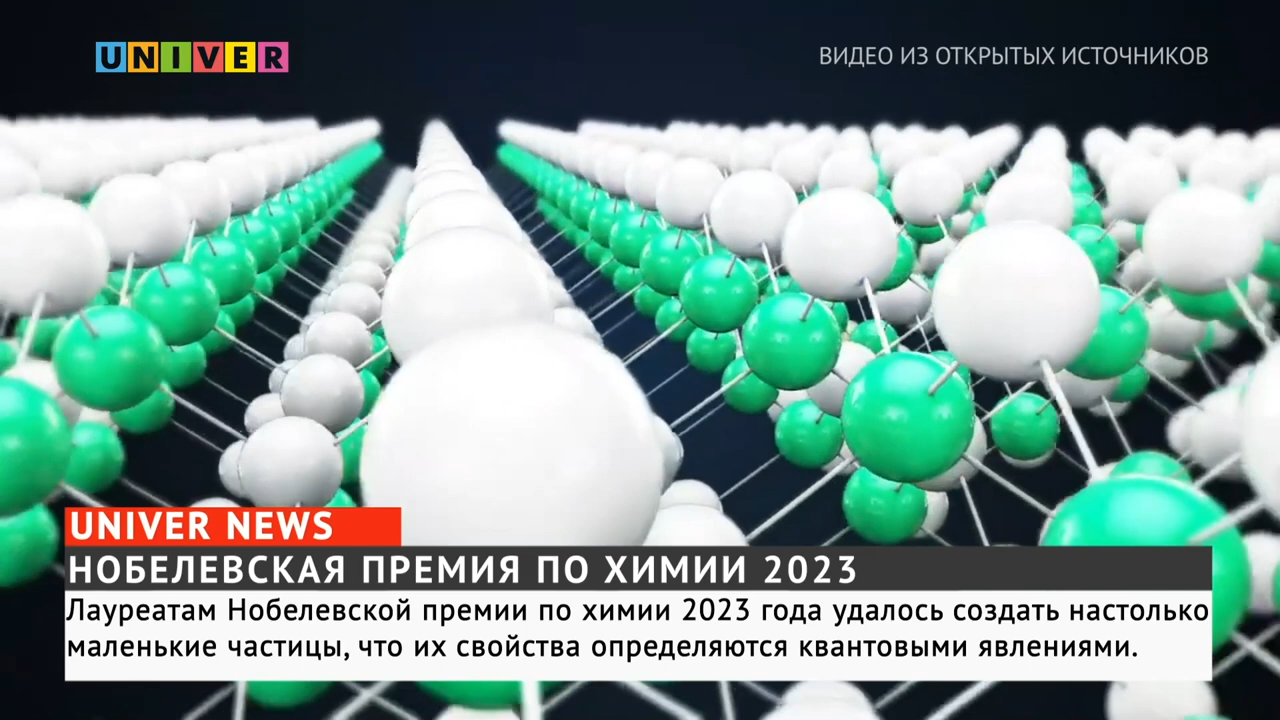 UNIVER
ВИДЕО ИЗ ОТКРЫТЫХ ИСТОЧНИКОВ
UNIVER NEWS
НОБЕЛЕВСКАЯ ПРЕМИЯ ПО ХИМИИ 2023
Лауреатам Нобелевской премии по химии 2023 года удалось создать настолько
маленькие частицы, что их свойства определяются квантовыми явлениями.